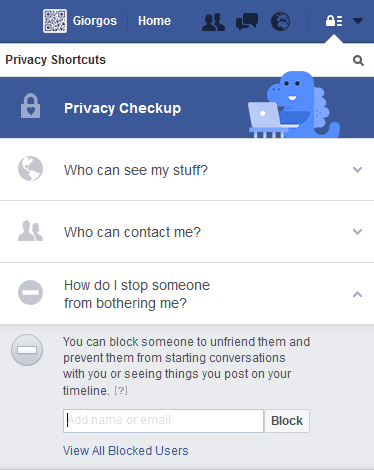 Giorgos Home
Privacy Shortcuts
Privacy Checkup
Who can see my stuff?
Who can contact me?
How do I stop someone
from bothering me?
You can block someone to unfriend them and
prevent them from starting conversations
with you or seeing things you post on your
timeline. [?]
Add name or email Block
View All Blocked Users